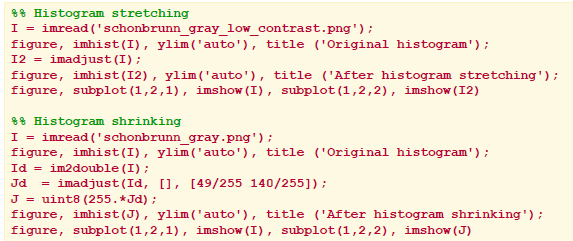 %% Histogram stretching
I = imread('schonbrunn_gray_low_contrast.png');
figure, imhist(I), ylim('auto'), title ('Original histogram');
I2 = imadjust(I);
figure, imhist(I2), ylim('auto'), title ('After histogram stretching');
figure, subplot(1,2,1), imshow(I), subplot(1,2,2), imshow(I2)

%% Histogram shrinking
I = imread('schonbrunn_gray.png');
figure, imhist(I), ylim('auto'), title ('Original histogram');
Id = im2double(I);
Jd  = imadjust(Id, [], [49/255 140/255]);
J = uint8(255.*Jd);
figure, imhist(J), ylim('auto'), title ('After histogram shrinking');
figure, subplot(1,2,1), imshow(I), subplot(1,2,2), imshow(J)